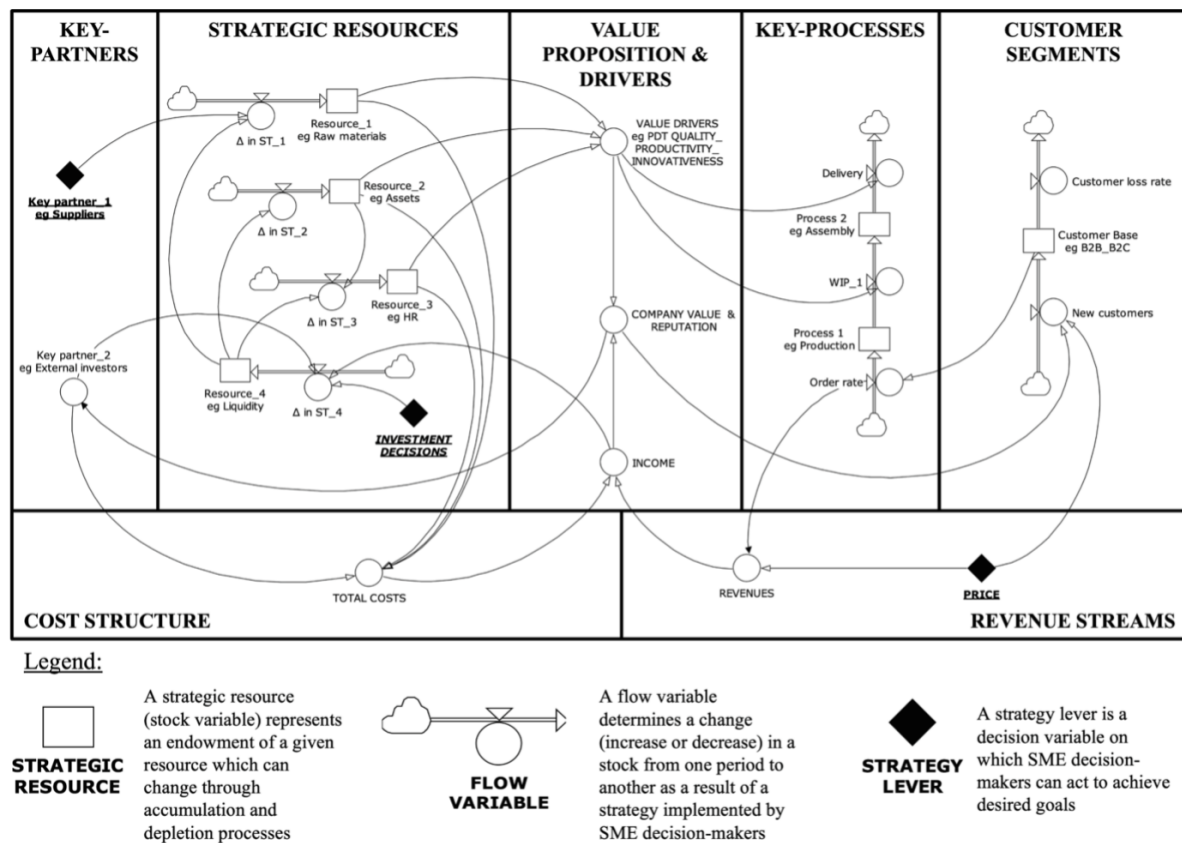 KEY-
PARTNERS
STRATEGIC RESOURCES
VALUE
PROPOSITION &
DRIVERS
KEY-PROCESSES
CUSTOMER
SEGMENTS
Key partner_1
eg Suppliers
Key partner_2
eg External investors
Resource_1
eg Raw materials
Δ in ST_1
Resource_2
eg Assets
Δ in ST_2
Resource_3
eg HR
Δ in ST_3
Resource_4
eg Liquidity
Δ in ST_4
INVESTMENT
DECISIONS
VALUE DRIVERS
eg PDT QUALITY_
PRODUCTIVITY_
INNOVATIVENESS
COMPANY VALUE &
REPUTATION
INCOME
Delivery
Process 2
eg Assembly
WIP_1
Process 1
eg Production
Order rate
Customer loss rate
Customer Base
eg B2B_B2C
New customers
TOTAL COSTS
COST STRUCTURE
REVENUES
PRICE
REVENUE STREAMS
Legend:
STRATEGIC
RESOURCE
A strategic resource
(stock variable) represents
an endowment of a given
resource which can
change through
accumulation and
depletion processes
FLOW
VARIABLE
A flow variable
determines a change
(increase or decrease) in a
stock from one period to
another as a result of a
strategy implemented by
SME decision-makers
STRATEGY
LEVER
A strategy lever is a
decision variable on
which SME decision-
makers can act to achieve
desired goals